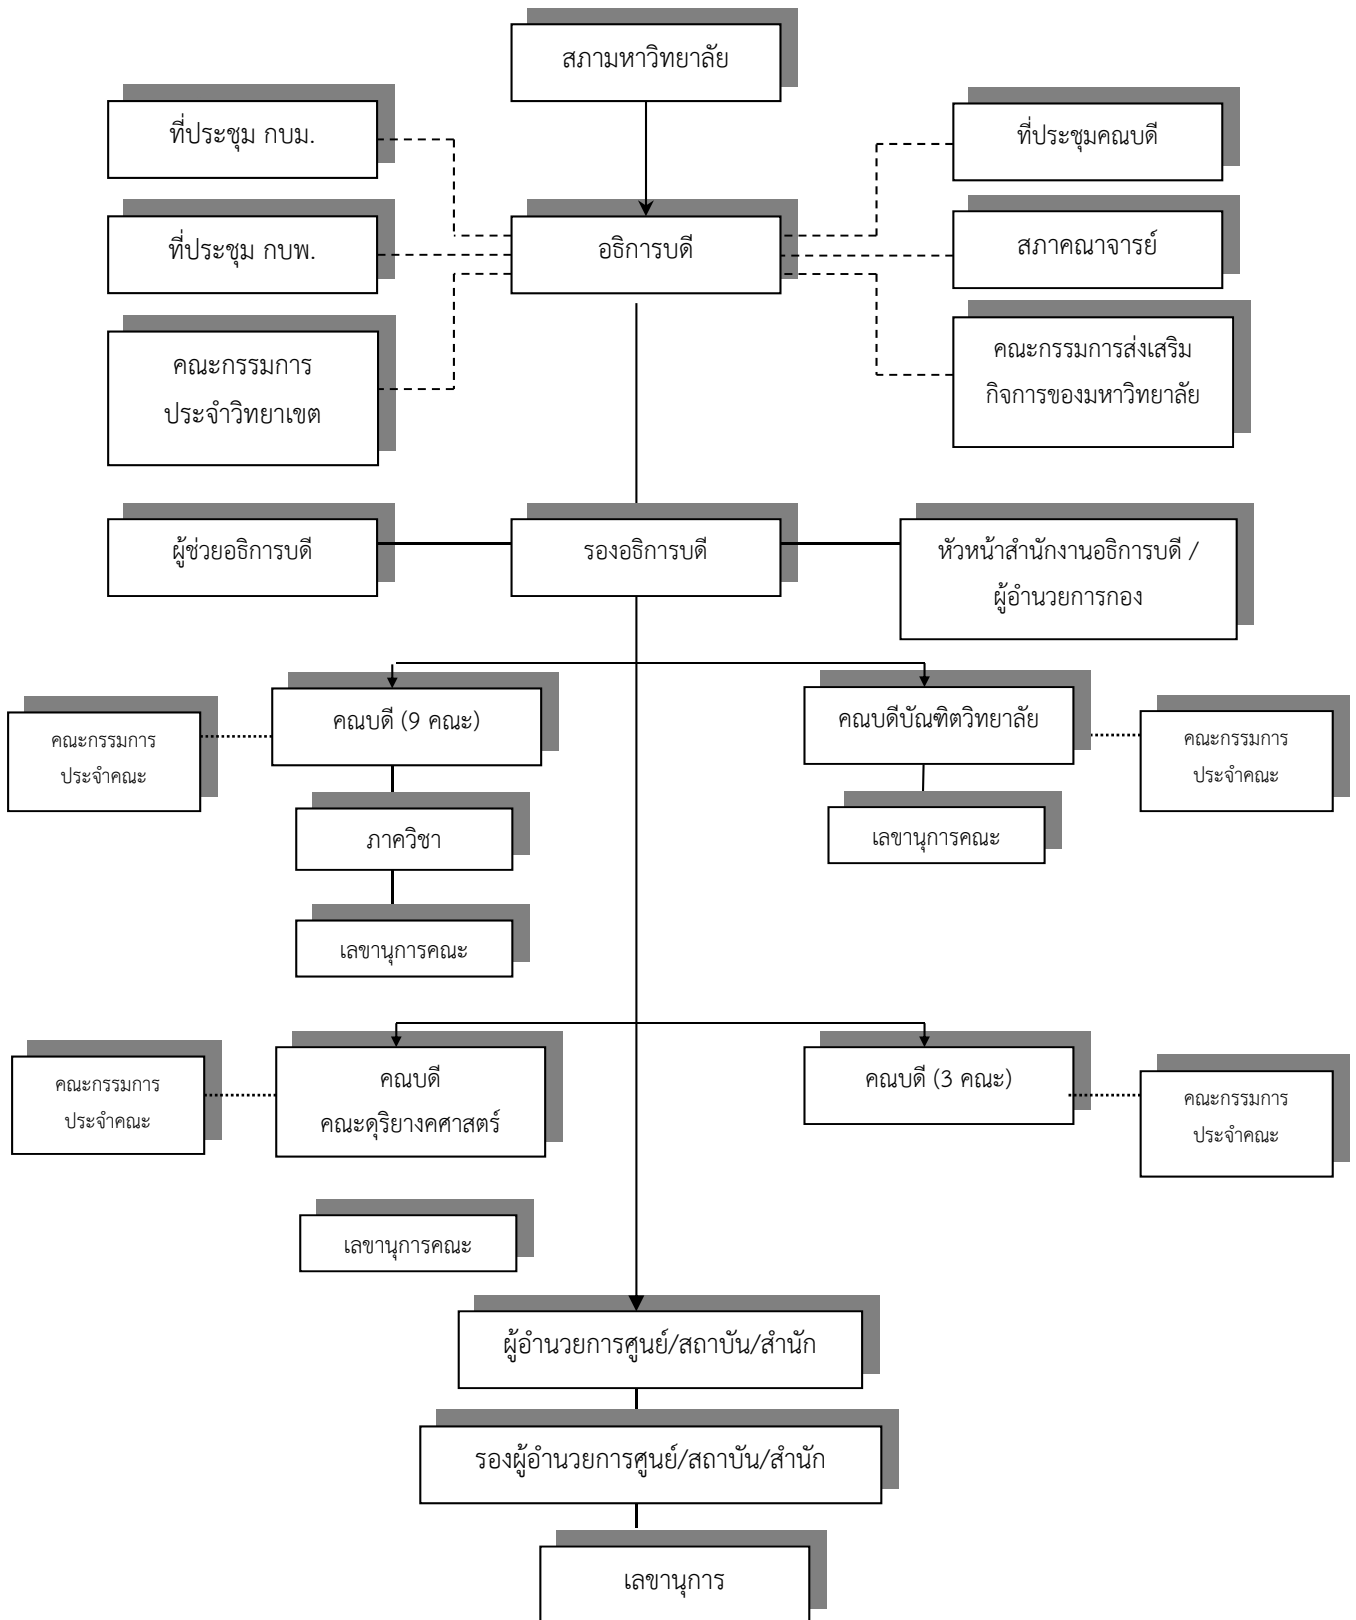 สภามหาวิทยาลัย
ที่ประชุม กบม.
ที่ประชุมคณบดี
ที่ประชุม กบพ.
อธิการบดี
สภาคณาจารย์
คณะกรรมการ
ประจำวิทยาเขต
คณะกรรมการส่งเสริม
กิจการของมหาวิทยาลัย
ผู้ช่วยอธิการบดี
รองอธิการบดี
หัวหน้าสำนักงานอธิการบดี /
ผู้อำนวยการกอง
คณะกรรมการ
ประจำคณะ
คณบดี (9 คณะ)
คณบดีบัณฑิตวิทยาลัย
คณะกรรมการ
ประจำคณะ
ภาควิชา
เลขานุการคณะ
เลขานุการคณะ
คณะกรรมการ
ประจำคณะ
คณบดี
คณะดุริยางคศาสตร์
คณบดี (3 คณะ)
คณะกรรมการ
ประจำคณะ
เลขานุการคณะ
ผู้อำนวยการศูนย์/สถาบัน/สำนัก
รองผู้อำนวยการศูนย์/สถาบัน/สำนัก
เลขานุการ